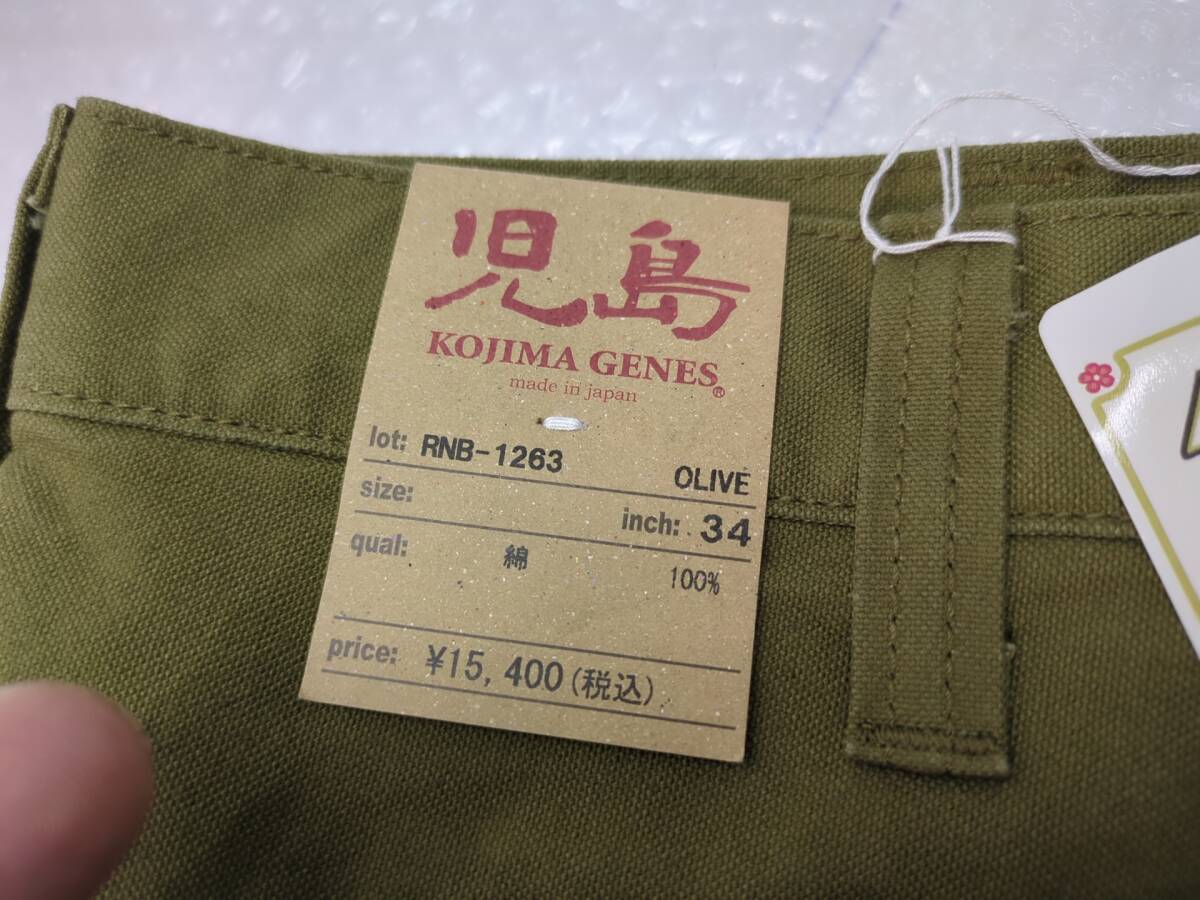 児島
KOJIMA GENES®
made in japan
lot: RNB-1263 OLIVE
size: inch: 34
qual: 綿 100%
price: ¥15,400(税込)